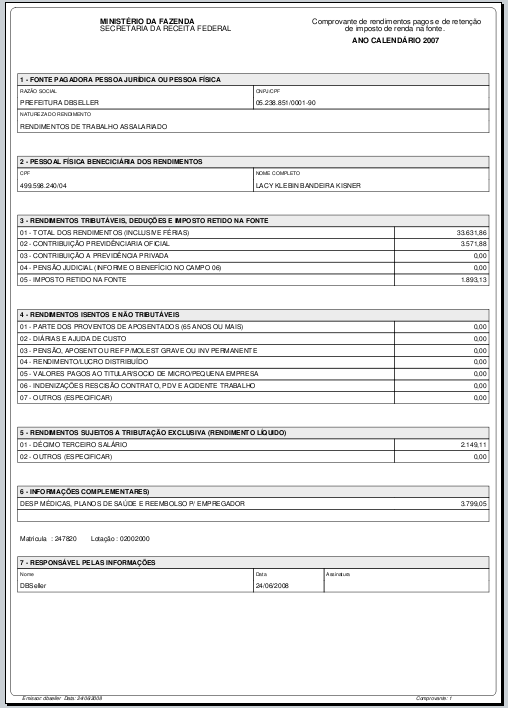 MINISTÉRIO DA FAZENDA
SECRETARIA DA RECEITA FEDERAL
Comprovante de rendimentos pagos e de retenção
de imposto de renda na fonte.
ANO CALENDÁRIO 2007
1 - FONTE PAGADORA PESSOA JURÍDICA OU PESSOA FÍSICA
RAZÃO SOCIAL CNPJ/CPF
PREFEITURA DBSELLER 05.238.851/0001-90
NATUREZA DO RENDIMENTO
RENDIMENTOS DE TRABALHO ASSALARIADO
2 - PESSOAL FÍSICA BENECICIÁRIA DOS RENDIMENTOS
CPF NOME COMPLETO
499.598.240/04 LACY KLEBIN BANDEIRA KISNER
3 - RENDIMENTOS TRIBUTÁVEIS, DEDUÇÕES E IMPOSTO RETIDO NA FONTE
01 - TOTAL DOS RENDIMENTOS (INCLUSIVE FÉRIAS) 33.631,86
02 - CONTRIBUIÇÃO PREVIDÊNCIARIA OFICIAL 3.571,88
03 - CONTRIBUIÇÃO A PREVIDÊNCIA PRIVADA 0,00
04 - PENSÃO JUDICIAL (INFORME O BENEFÍCIO NO CAMPO 06) 0,00
05 - IMPOSTO RETIDO NA FONTE 1.893,13
4 - RENDIMENTOS ISENTOS E NÃO TRIBUTÁVEIS
01 - PARTE DOS PROVENTOS DE APOSENTADOS (65 ANOS OU MAIS) 0,00
02 - DIÁRIAS E AJUDA DE CUSTO 0,00
03 - PENSÃO, APOSENT OU REF P/MOLEST GRAVE OU INV PERMANENTE 0,00
04 - RENDIMENTO/LUCRO DISTRIBUÍDO 0,00
05 - VALORES PAGOS AO TITULAR/SOCIO DE MICRO/PEQUENA EMPRESA 0,00
06 - INDENIZAÇÕES RESCISÃO CONTRATO, PDV E ACIDENTE TRABALHO 0,00
07 - OUTROS (ESPECIFICAR) 0,00
5 - RENDIMENTOS SUJEITOS A TRIBUTAÇÃO EXCLUSIVA (RENDIMENTO LÍQUIDO)
01 - DÉCIMO TERCEIRO SALÁRIO 2.149,11
02 - OUTROS (ESPECIFICAR) 0,00
6 - INFORMAÇÕES COMPLEMENTARES)
DESP MÉDICAS, PLANOS DE SAÚDE E REEMBOLSO P/ EMPREGADOR 3.799,05
Matrícula : 247820 Lotação : 02002000
7 - RESPONSÁVEL PELAS INFORMAÇÕES
Nome Data Assinatura
DBSeller 24/06/2008
Emissor: dbseller Data: 24/06/2008 Comprovante: 1